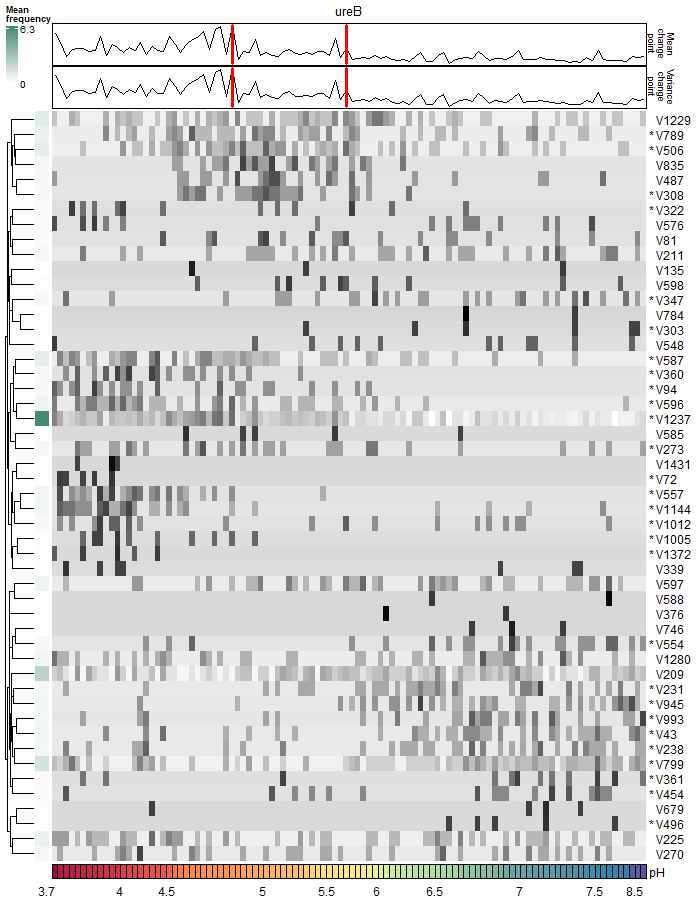 ureB
Mean
frequency
6.3
0
Mean
change
point
Variance
change
point
V1229
* V789
* V506
V835
V487
* V308
* V322
V576
V81
V211
V135
V598
* V347
V784
* V303
V548
* V587
* V360
* V94
* V596
* V1237
V585
* V273
V1431
* V72
* V557
* V1144
* V1012
* V1005
* V1372
V339
V597
V588
V376
V746
* V554
V1280
V209
* V231
* V945
* V993
* V43
* V238
* V799
* V361
* V454
V679
* V496
V225
V270
pH
3.7 4 4.5 5 5.5 6 6.5 7 7.5 8.5